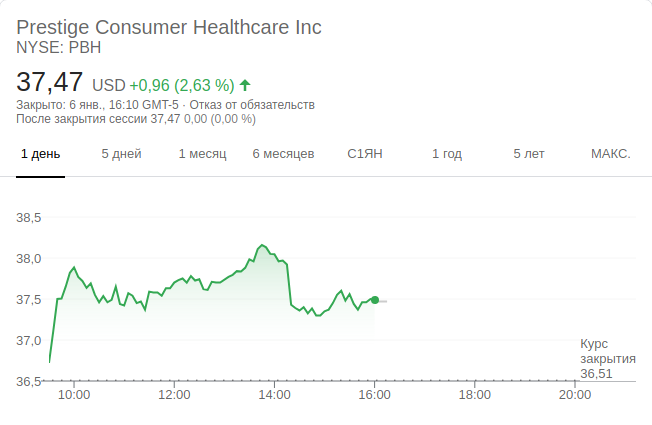 Prestige Consumer Healthcare Inc
NYSE: PBH
37,47 USD +0,96 (2,63 %)
Закрыто: 6 янв., 16:10 GMT-5 · Отказ от обязательств
После закрытия сессии 37,47 0,00 (0,00 %)
1 день 5 дней 1 месяц 6 месяцев С1ЯН 1 год 5 лет МАКС.
38,5
38,0
37,5
37,0
Курс
закрытия
36,51
36,5
10:00 12:00 14:00 16:00 18:00 20:00